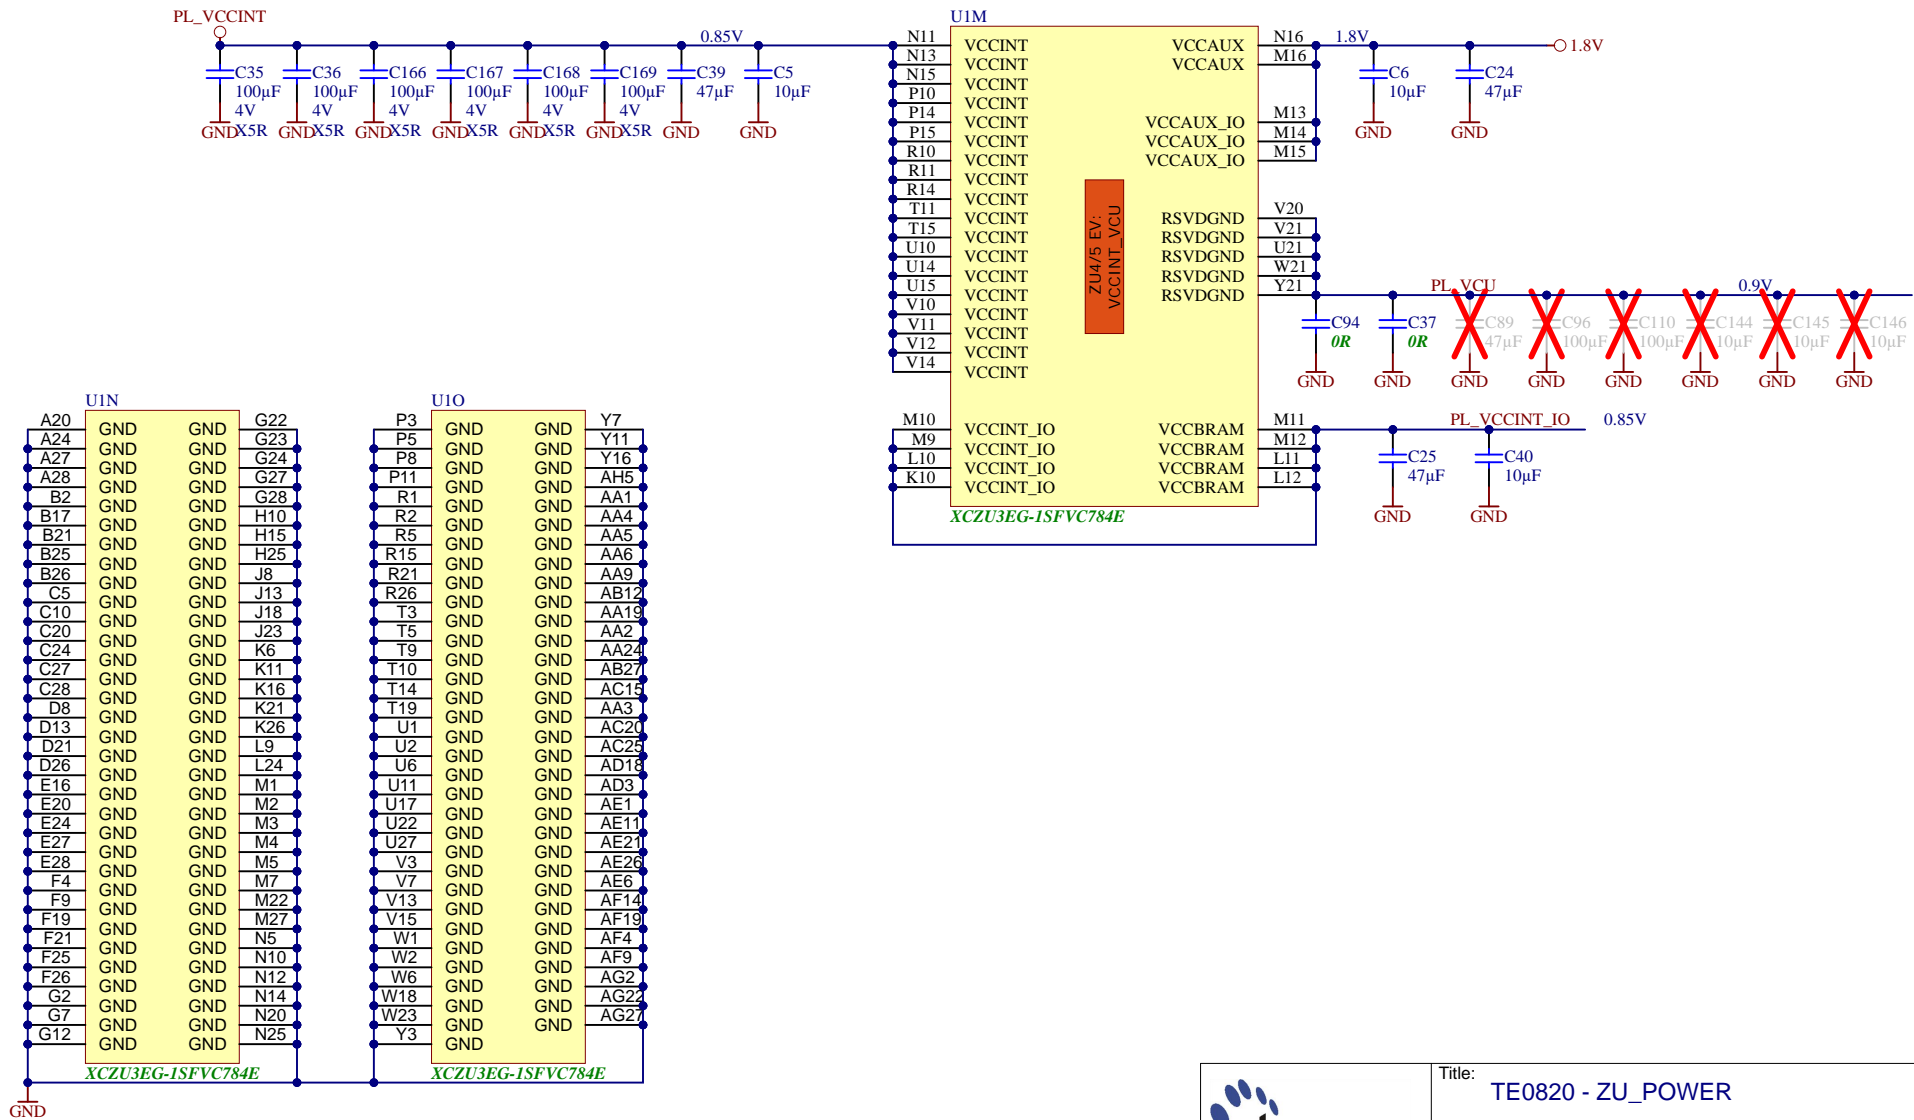 PL_VCCINT
0.85V
C35
100µF
4V
X5R
GND
C36
100µF
4V
X5R
GND
C166
100µF
4V
X5R
GND
C167
100µF
4V
X5R
GND
C168
100µF
4V
X5R
GND
C169
100µF
4V
X5R
GND
C39
47µF
GND
C5
10µF
GND
U1M
N11 VCCINT
N13 VCCINT
N15 VCCINT
P10 VCCINT
P14 VCCINT
P15 VCCINT
R10 VCCINT
R11 VCCINT
R14 VCCINT
T11 VCCINT
T15 VCCINT
U10 VCCINT
U14 VCCINT
U15 VCCINT
V10 VCCINT
V11 VCCINT
V12 VCCINT
V14 VCCINT
M10 VCCINT_IO
M9 VCCINT_IO
L10 VCCINT_IO
K10 VCCINT_IO
ZU4/5 EV:
VCCINT_VCU
VCCAUX N16
VCCAUX M16
VCCAUX_IO M13
VCCAUX_IO M14
VCCAUX_IO M15
RSVDGND V20
RSVDGND V21
RSVDGND U21
RSVDGND W21
RSVDGND Y21
VCCBRAM M11
VCCBRAM M12
VCCBRAM L11
VCCBRAM L12
XCZU3EG-1SFVC784E
1.8V
1.8V
C6
10µF
GND
C24
47µF
GND
PL_VCU
0.9V
C94
0R
GND
C37
0R
GND
C89
47µF
GND
C96
100µF
GND
C110
100µF
GND
C144
10µF
GND
C145
10µF
GND
C146
10µF
GND
PL_VCCINT_IO
0.85V
C25
47µF
GND
C40
10µF
GND
U1N
A20 GND GND G22
A24 GND GND G23
A27 GND GND G24
A28 GND GND G27
B2 GND GND G28
B17 GND GND H10
B21 GND GND H15
B25 GND GND H25
B26 GND GND J8
C5 GND GND J13
C10 GND GND J18
C20 GND GND J23
C24 GND GND K6
C27 GND GND K11
C28 GND GND K16
D8 GND GND K21
D13 GND GND K26
D21 GND GND L9
D26 GND GND L24
E16 GND GND M1
E20 GND GND M2
E24 GND GND M3
E27 GND GND M4
E28 GND GND M5
F4 GND GND M7
F9 GND GND M22
F19 GND GND M27
F21 GND GND N5
F25 GND GND N10
F26 GND GND N12
G2 GND GND N14
G7 GND GND N20
G12 GND GND N25
XCZU3EG-1SFVC784E
GND
U1O
P3 GND GND Y7
P5 GND GND Y11
P8 GND GND Y16
P11 GND GND AH5
R1 GND GND AA1
R2 GND GND AA4
R5 GND GND AA5
R15 GND GND AA6
R21 GND GND AA9
R26 GND GND AB12
T3 GND GND AA19
T5 GND GND AA2
T9 GND GND AA24
T10 GND GND AB27
T14 GND GND AC15
T19 GND GND AA3
U1 GND GND AC20
U2 GND GND AC25
U6 GND GND AD18
U11 GND GND AD3
U17 GND GND AE1
U22 GND GND AE11
U27 GND GND AE21
V3 GND GND AE26
V7 GND GND AE6
V13 GND GND AF14
V15 GND GND AF19
W1 GND GND AF4
W2 GND GND AF9
W6 GND GND AG2
W18 GND GND AG22
W23 GND GND AG27
Y3 GND
XCZU3EG-1SFVC784E
Title:
TE0820 - ZU_POWER